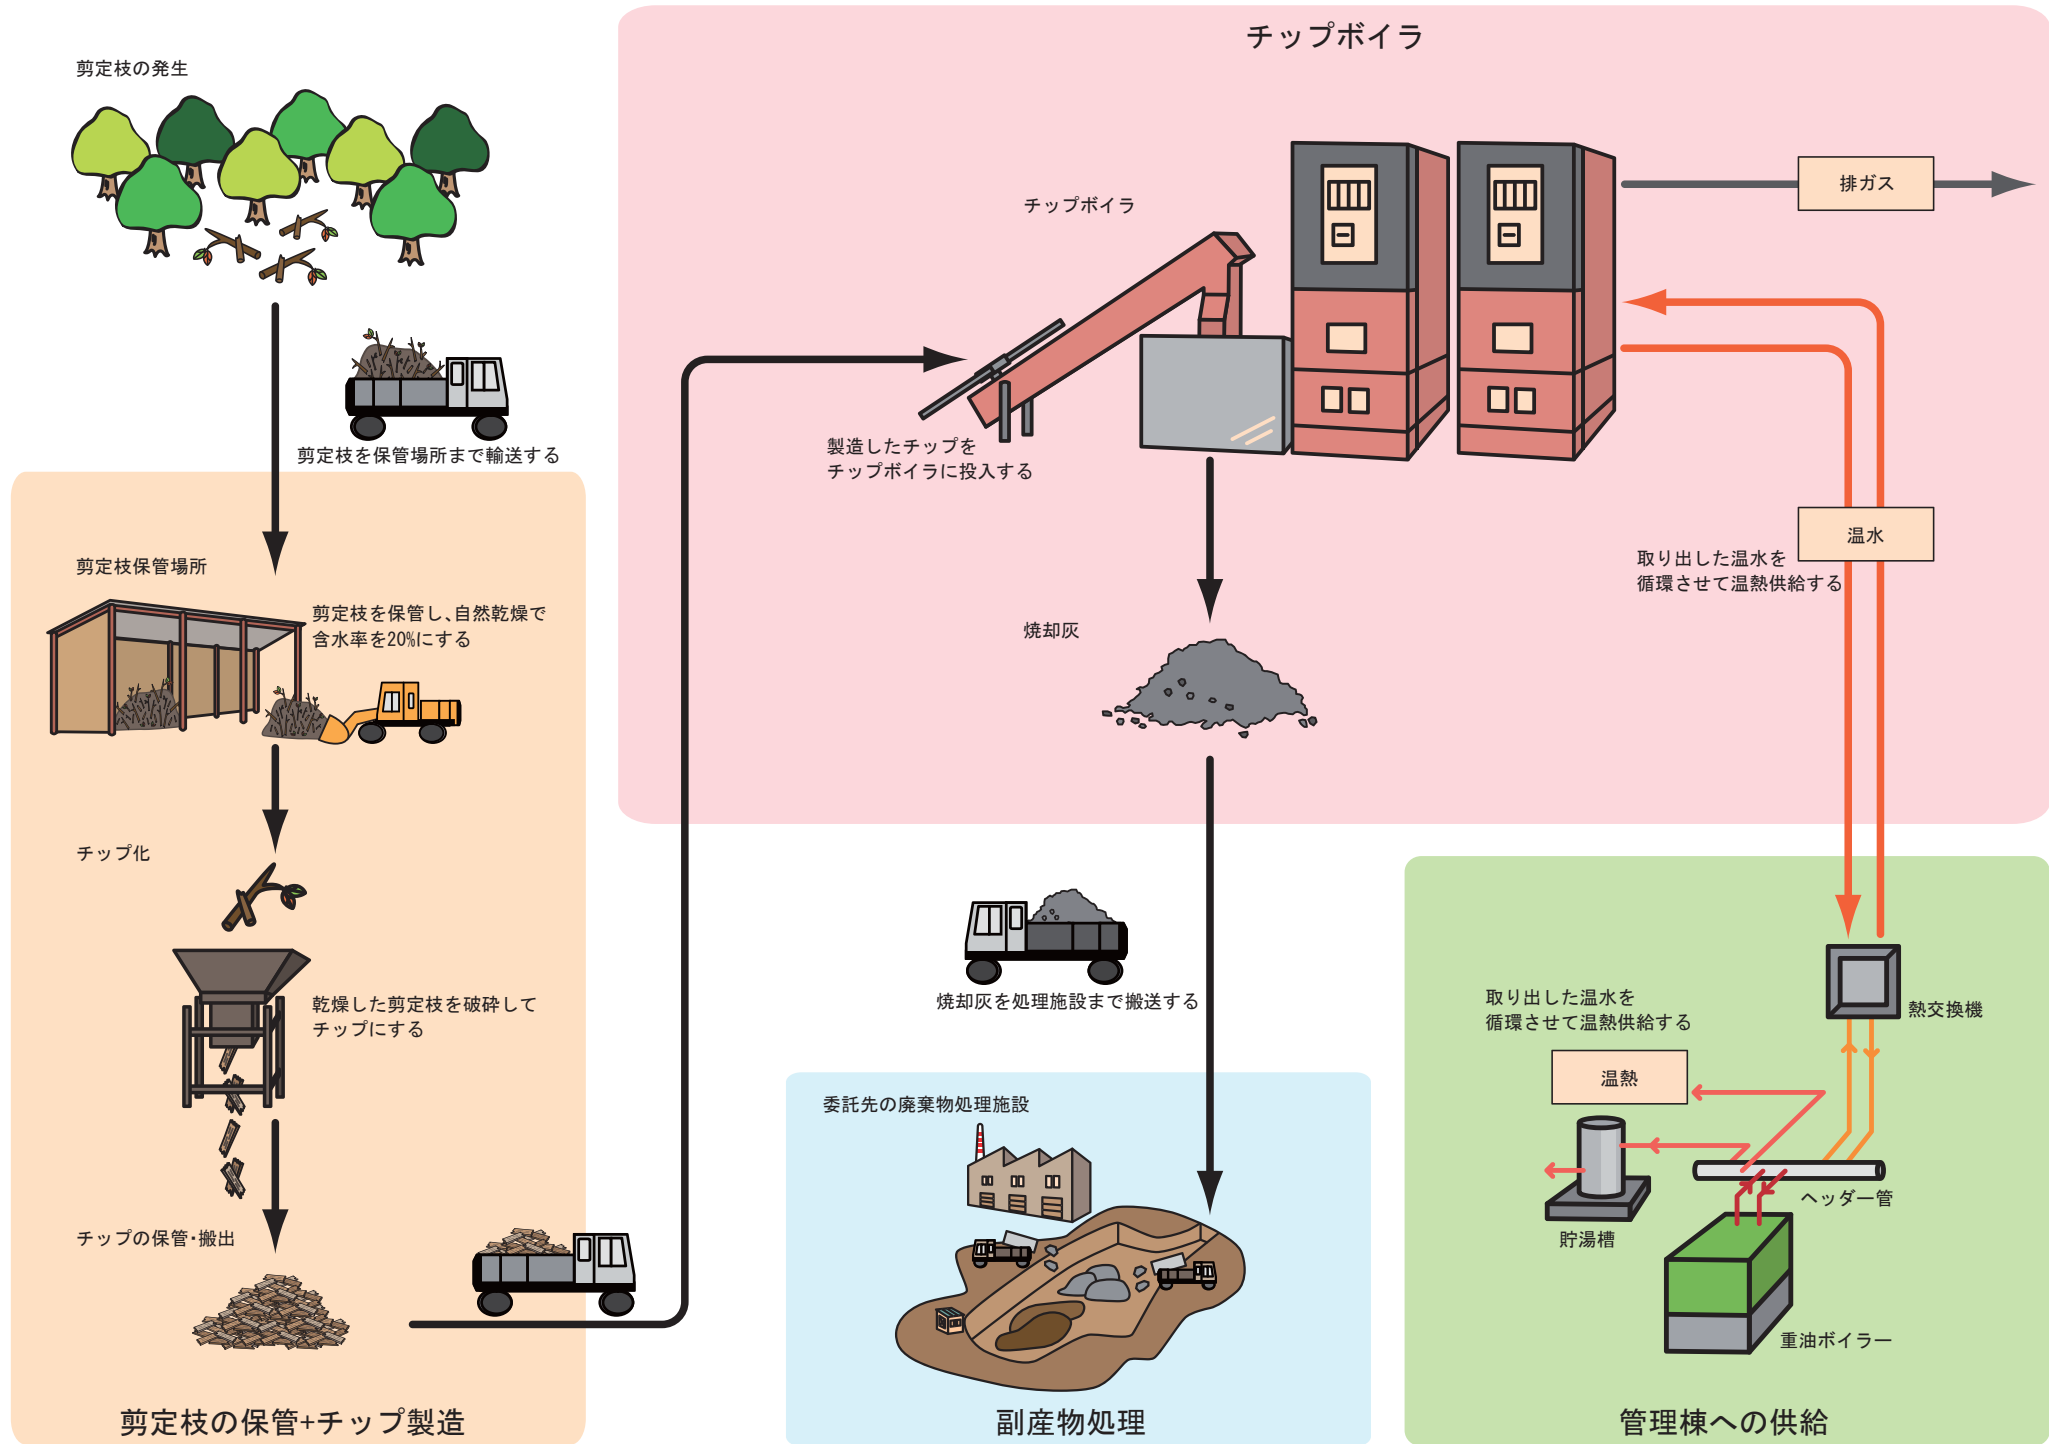 剪定枝の発生
剪定枝を保管場所まで輸送する
剪定枝保管場所
剪定枝を保管し、自然乾燥で
含水率を20%にする
チップ化
乾燥した剪定枝を破砕して
チップにする
チップの保管・搬出
剪定枝の保管+チップ製造
チップボイラ
チップボイラ
製造したチップを
チップボイラに投入する
排ガス
温水
取り出した温水を
循環させて温熱供給する
焼却灰
焼却灰を処理施設まで搬送する
委託先の廃棄物処理施設
副産物処理
取り出した温水を
循環させて温熱供給する
熱交換機
温熱
ヘッダー管
貯湯槽
重油ボイラー
管理棟への供給